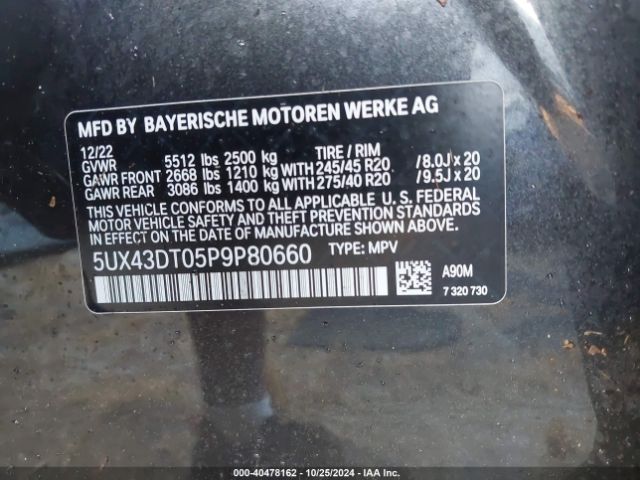 MFD BY BAYERISCHE MOTOREN WERKE AG
12/22 TIRE / RIM
GVWR 5512 lbs 2500 kg
GAWR FRONT 2668 lbs 1210 kg WITH 245/45 R20 /8.0J x 20
GAWR REAR 3086 lbs 1400 kg WITH 275/40 R20 /9.5J x 20
THIS VEHICLE CONFORMS TO ALL APPLICABLE U. S. FEDERAL
MOTOR VEHICLE SAFETY AND THEFT PREVENTION
STANDARDS IN EFFECT ON THE DATE OF MANUFACTURE SHOWN ABOVE.
5UX43DT05P9P80660 TYPE: MPV
A90M
7 320 730
000-40478162 • 10/25/2024 • IAA Inc.